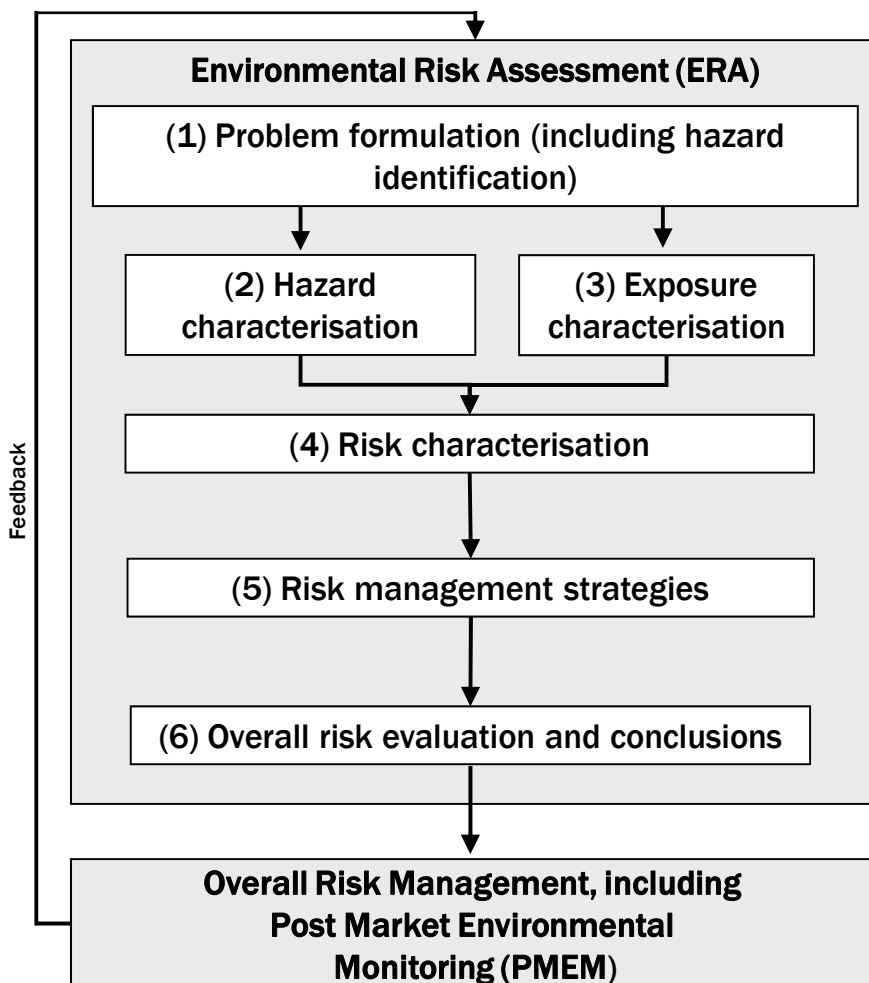 Environmental Risk Assessment (ERA)
(1) Problem formulation (including hazard
identification)
(2) Hazard
characterisation
(3) Exposure
characterisation
(4) Risk characterisation
(5) Risk management strategies
(6) Overall risk evaluation and conclusions
Overall Risk Management, including
Post Market Environmental
Monitoring (PMEM)
Feedback